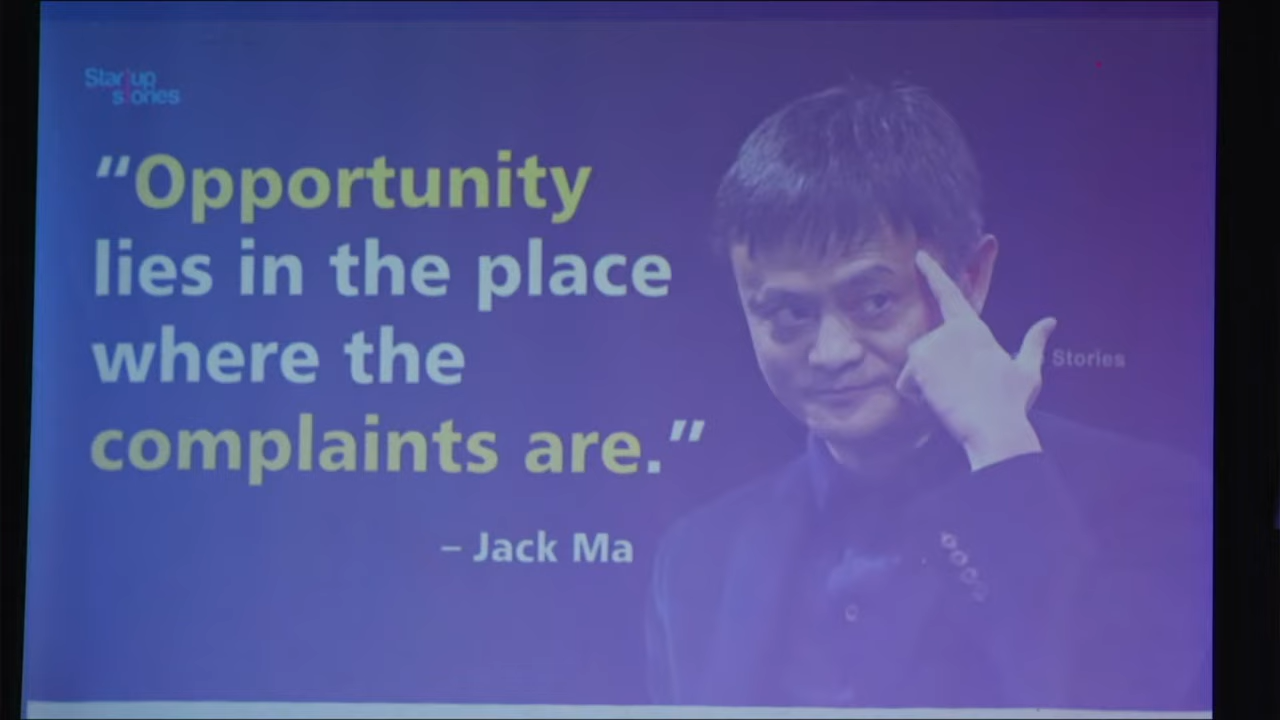 Startup
stories
“Opportunity
lies in the place
where the
complaints are.”
– Jack Ma
Stories